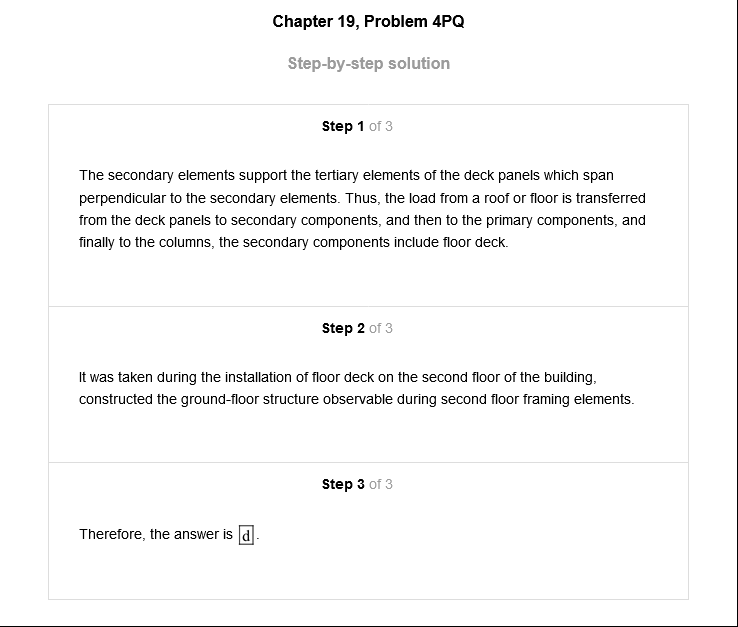 Chapter 19, Problem 4PQ
Step-by-step solution
Step 1 of 3
The secondary elements support the tertiary elements of the deck panels which span
perpendicular to the secondary elements. Thus, the load from a roof or floor is transferred
from the deck panels to secondary components, and then to the primary components, and
finally to the columns, the secondary components include floor deck.
Step 2 of 3
It was taken during the installation of floor deck on the second floor of the building,
constructed the ground-floor structure observable during second floor framing elements.
Step 3 of 3
Therefore, the answer is d.